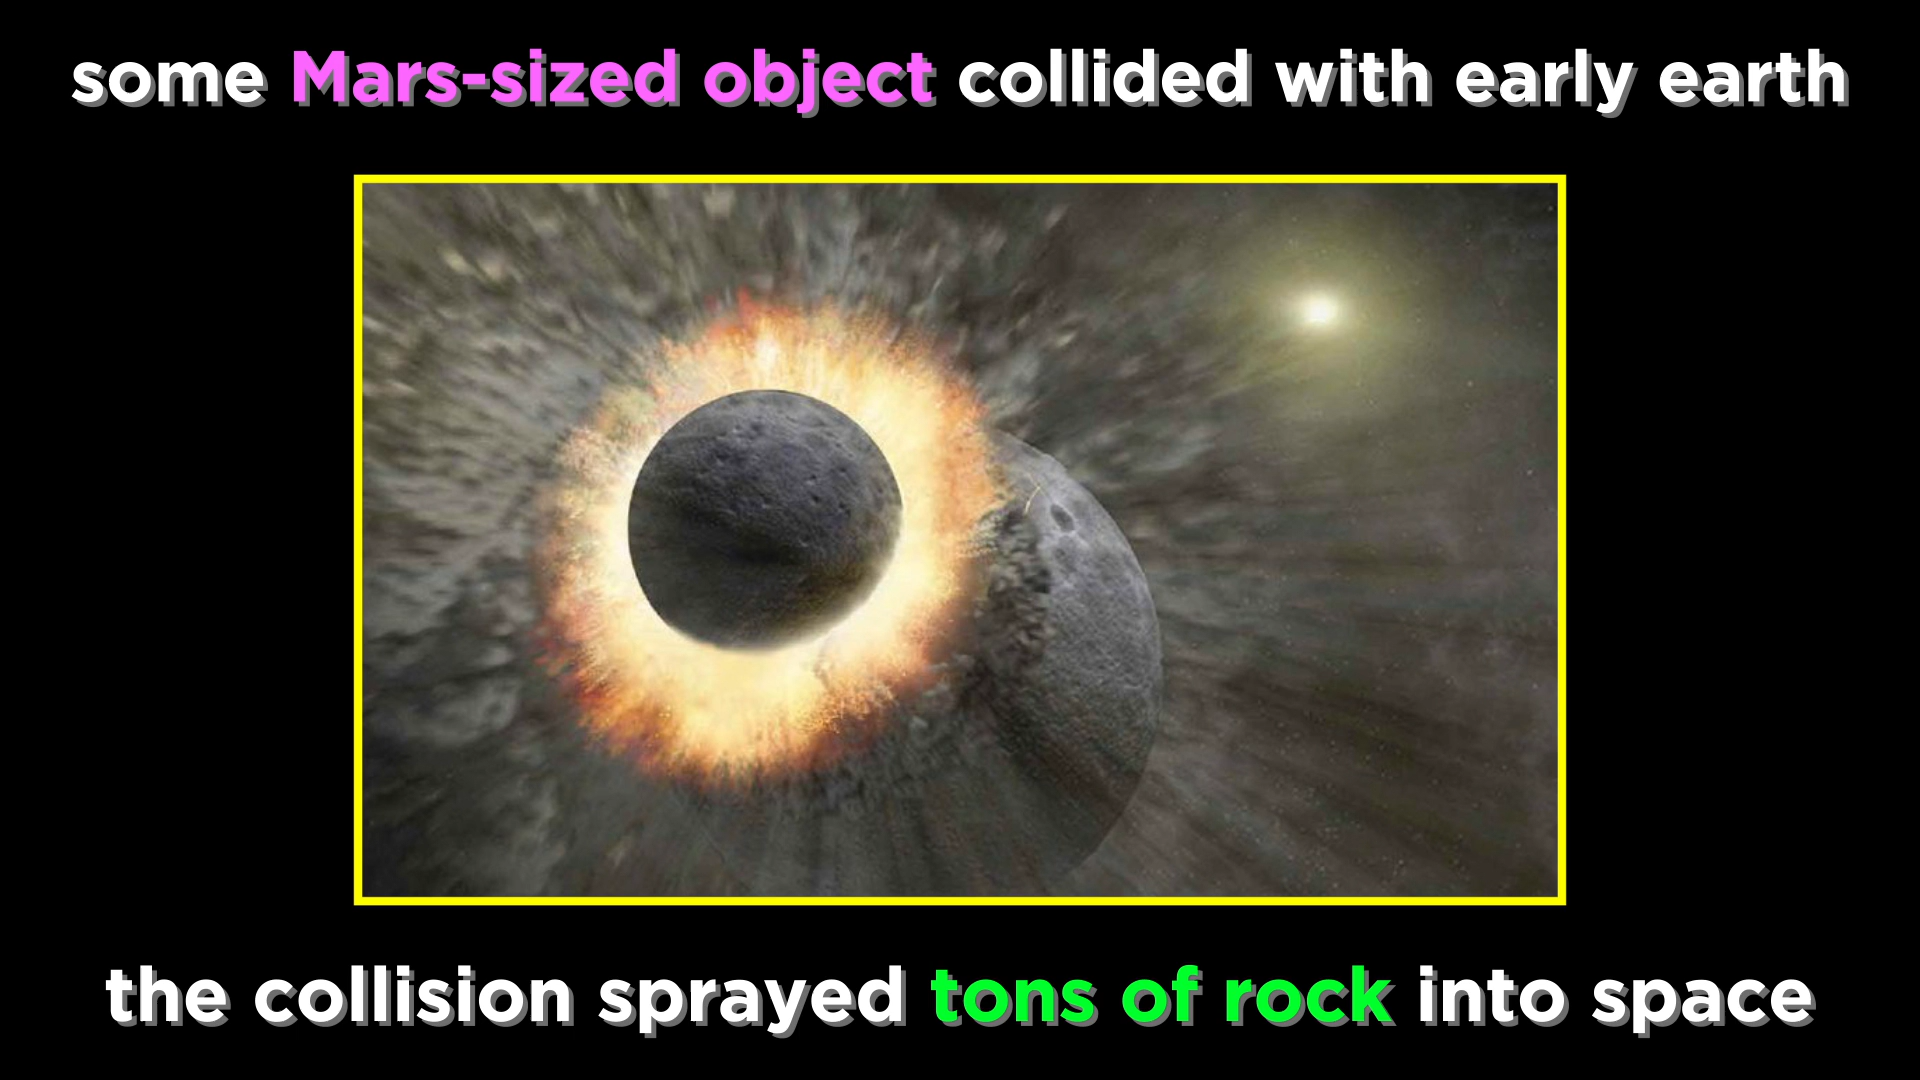 some Mars-sized object collided with early earth
the collision sprayed tons of rock into space